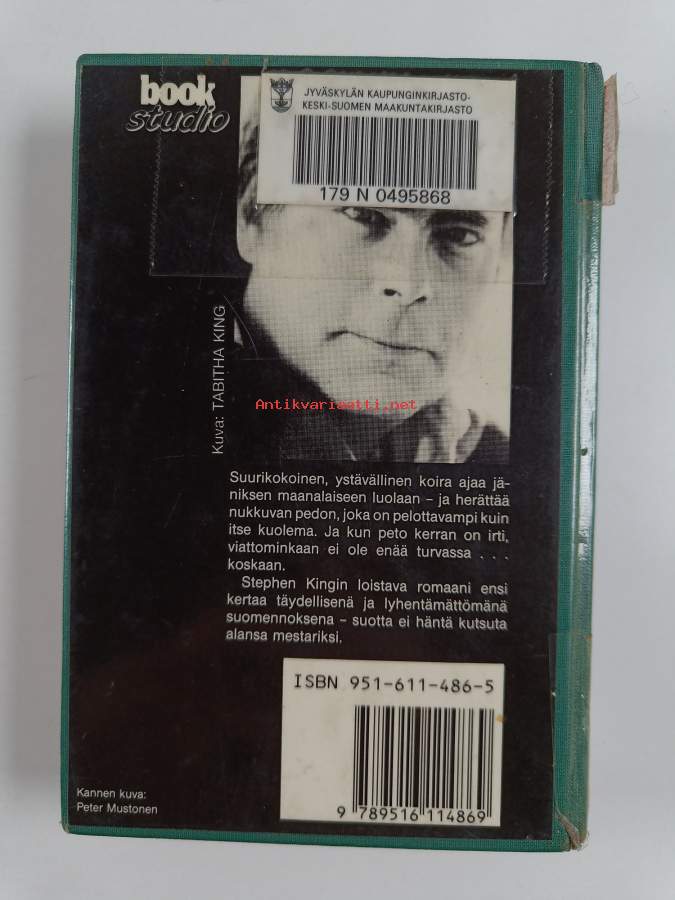 book
studio
JYVÄSKYLÄN KAUPUNGINKIRJASTO-
KESKI-SUOMEN MAAKUNTAKIRJASTO
179 N 0495868
Kuva: TABITHA KING
Antikvariaatti.net
Suurikokoinen, ystävällinen koira ajaa jä-
niksen maanalaiseen luolaan – ja herättää
nukkuvan pedon, joka on pelottavampi kuin
itse kuolema. Ja kun peto kerran on irti,
viattominkaan ei ole enää turvassa . . .
koskaan.
Stephen Kingin loistava romaani ensi
kertaa täydellisenä ja lyhentämättömänä
suomennoksena – suotta ei häntä kutsuta
alansa mestariksi.
ISBN 951-611-486-5
9 789516 114869
Kannen kuva:
Peter Mustonen